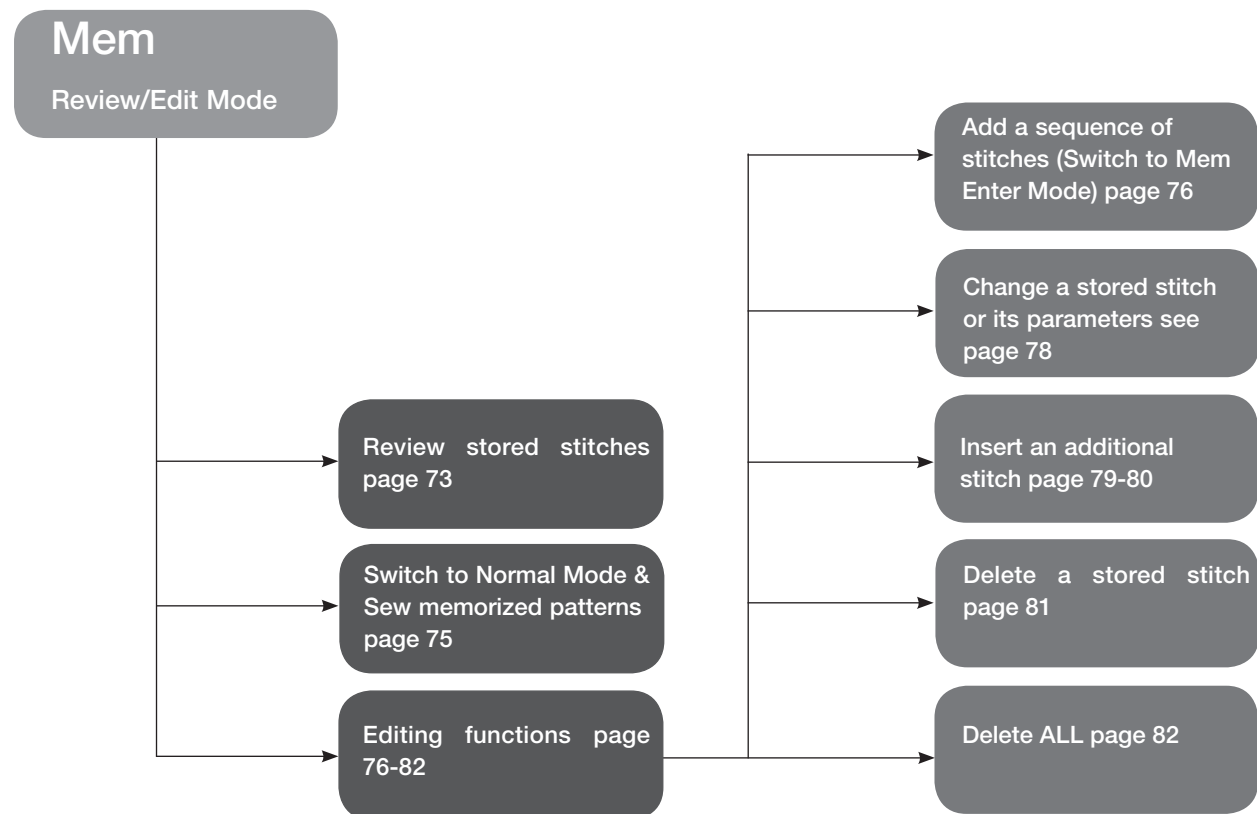 Mem
Review/Edit Mode
Review stored stitches
page 73
Switch to Normal Mode &
Sew memorized patterns
page 75
Editing functions page
76-82
Add a sequence of
stitches (Switch to Mem
Enter Mode) page 76
Change a stored stitch
or its parameters see
page 78
Insert an additional
stitch page 79-80
Delete a stored stitch
page 81
Delete ALL page 82